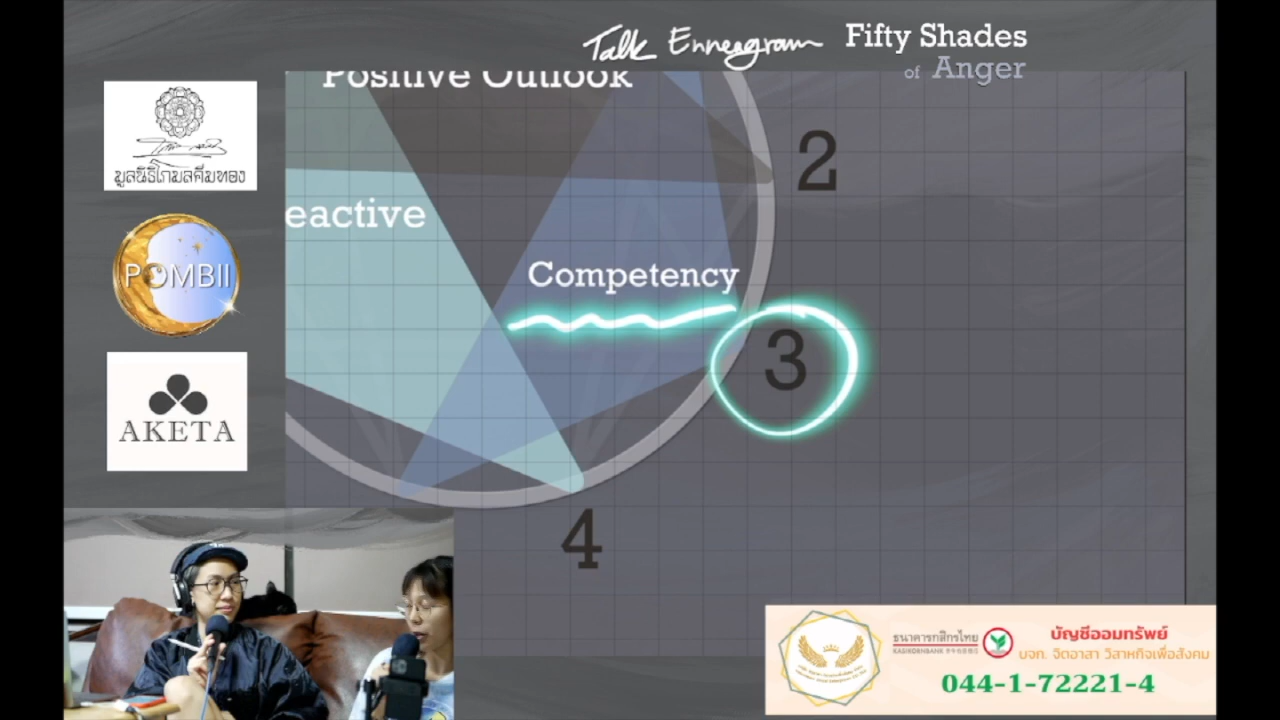 Talk Enneagram
Fifty Shades
of Anger
Positive Outlook
2
มูลนิธิโกมลคีมทอง
eactive
POMBII
Competency
3
AKETA
4
ธนาคารกสิกรไทย
KASIKORNBANK 开泰银行
บัญชีออมทรัพย์
บจก. จิตอาสา วิสาหกิจเพื่อสังคม
044-1-72221-4